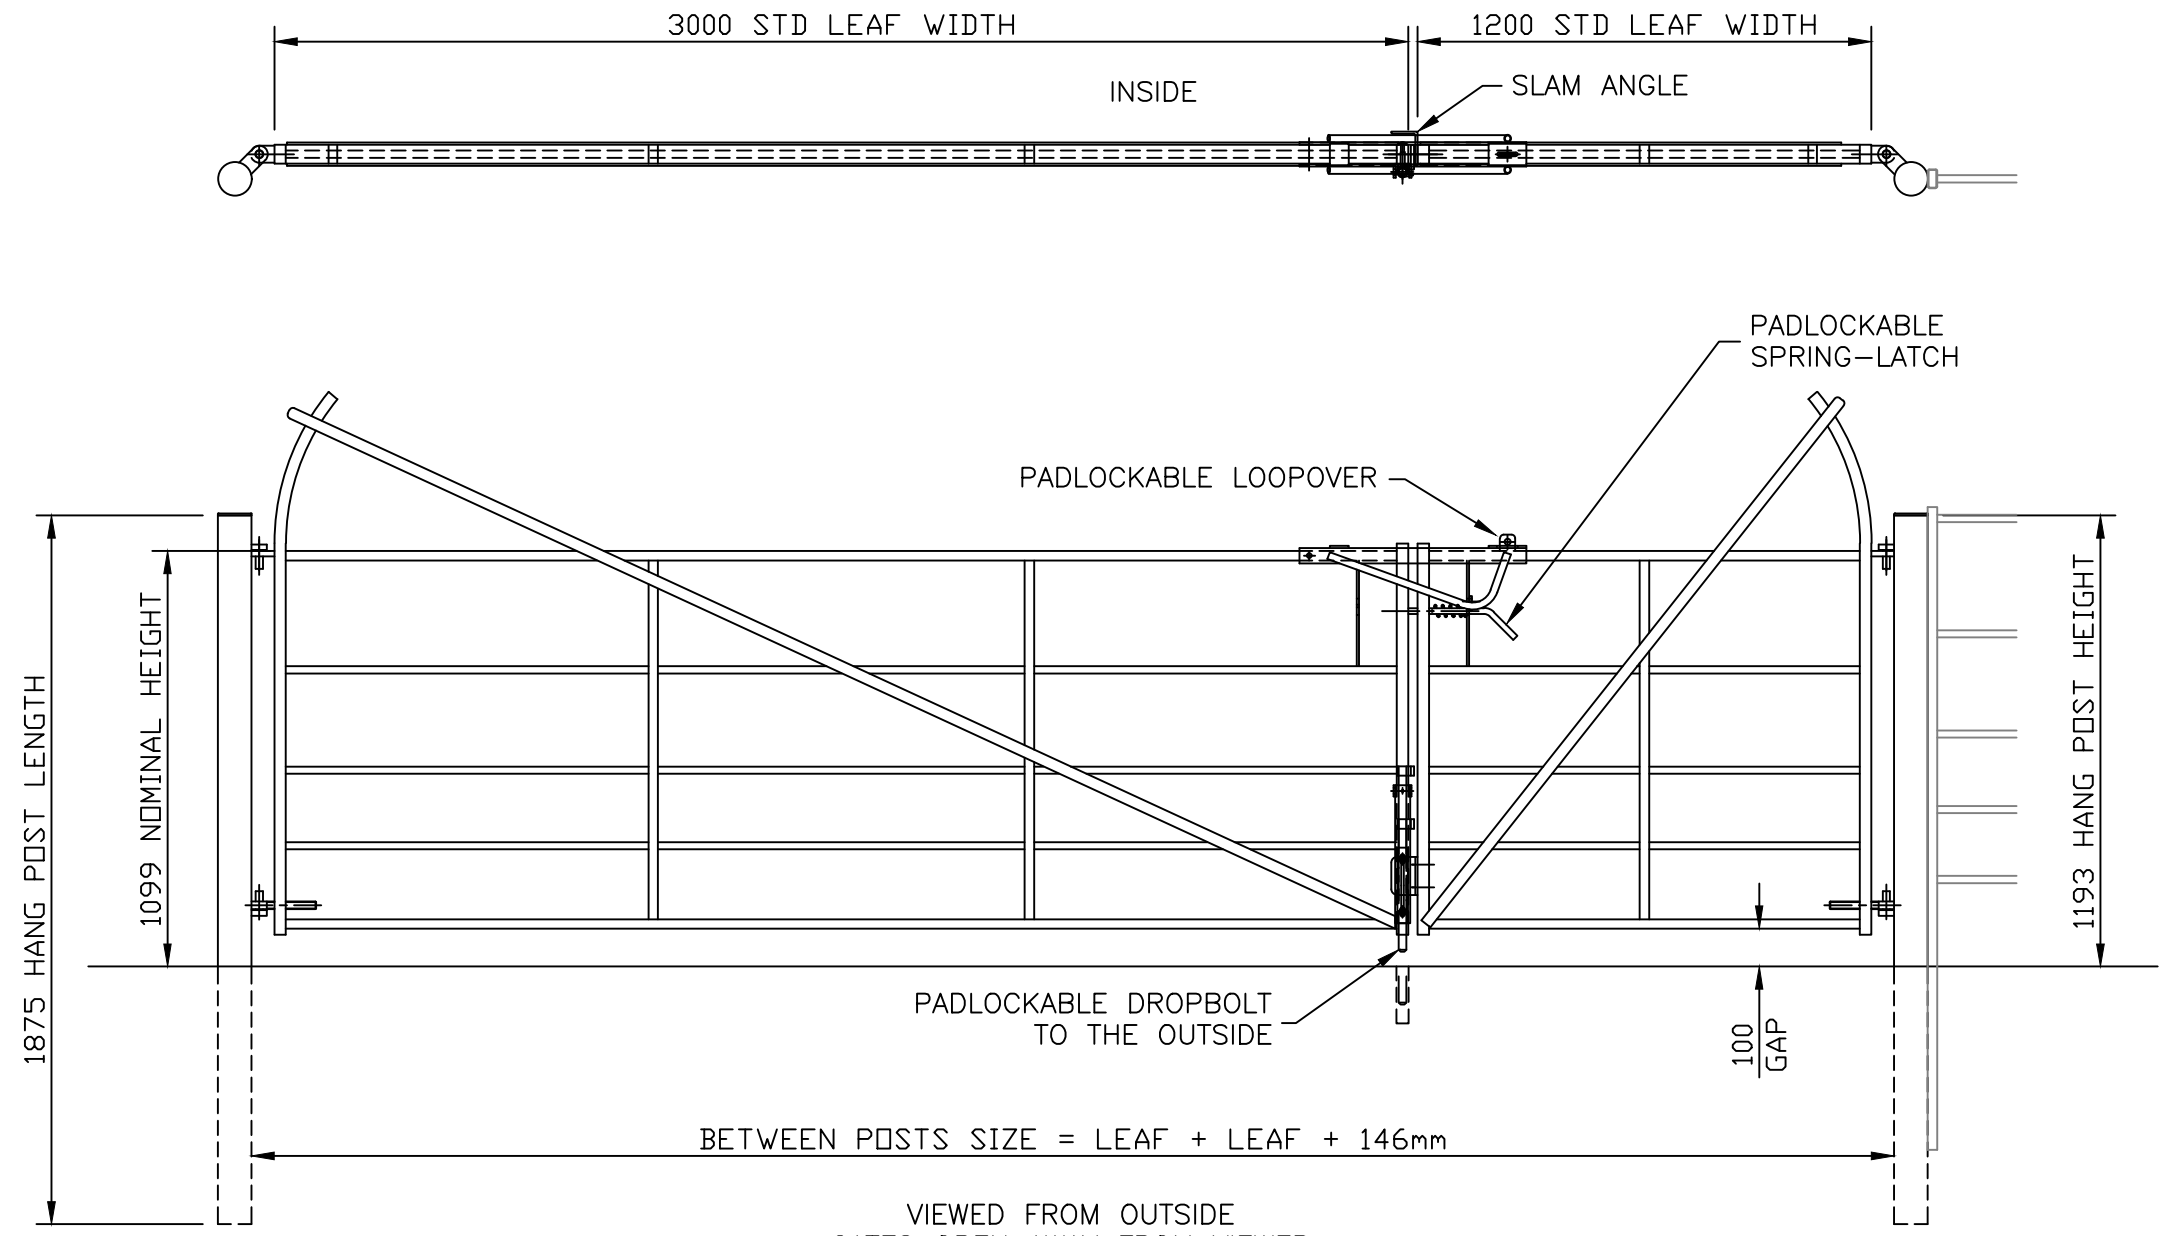 3000 STD LEAF WIDTH
1200 STD LEAF WIDTH
INSIDE
SLAM ANGLE
PADLOCKABLE
SPRING-LATCH
PADLOCKABLE LOOPOVER
1875 HANG POST LENGTH
1099 NOMINAL HEIGHT
1193 HANG POST HEIGHT
PADLOCKABLE DROPBOLT
TO THE OUTSIDE
100
GAP
BETWEEN POSTS SIZE = LEAF + LEAF + 146mm
VIEWED FROM OUTSIDE